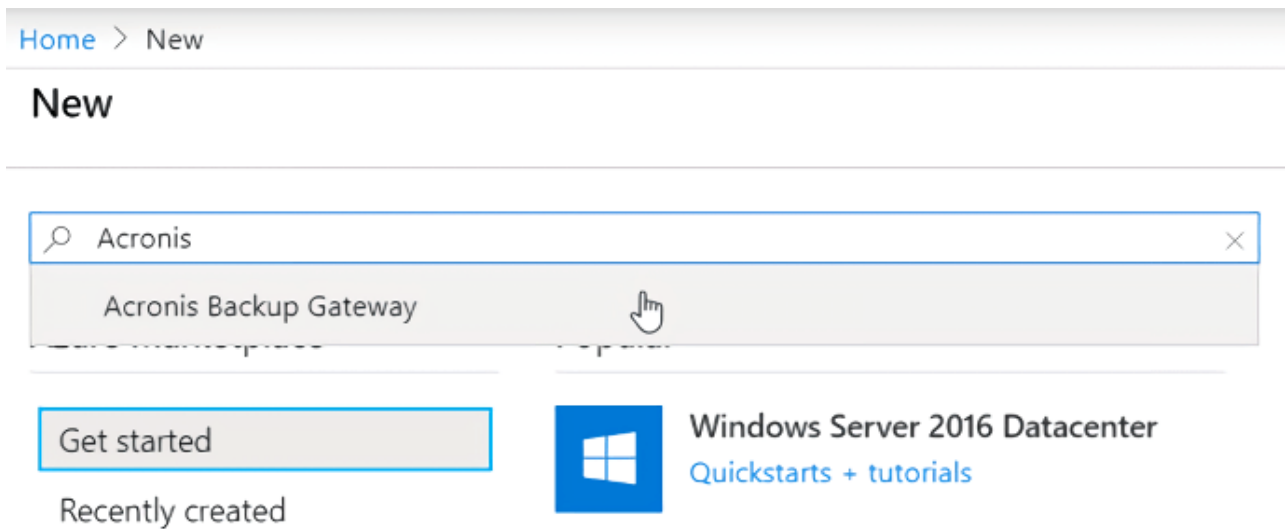 Home > New
New
Acronis
Acronis Backup Gateway
Get started
Recently created
Windows Server 2016 Datacenter
Quickstarts + tutorials